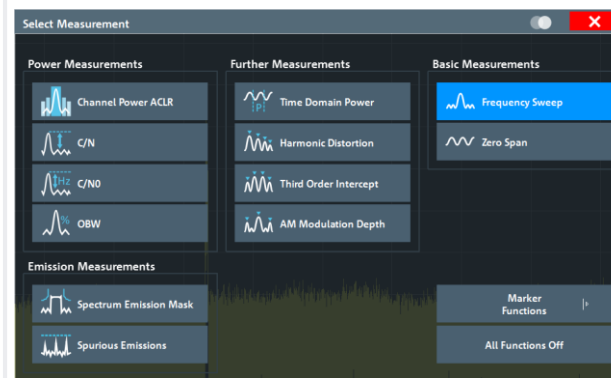 Select Measurement
Power Measurements
Channel Power ACLR
C/N
C/N0
OBW
Further Measurements
Time Domain Power
Harmonic Distortion
Third Order Intercept
AM Modulation Depth
Basic Measurements
Frequency Sweep
Zero Span
Emission Measurements
Spectrum Emission Mask
Spurious Emissions
Marker
Functions
All Functions Off